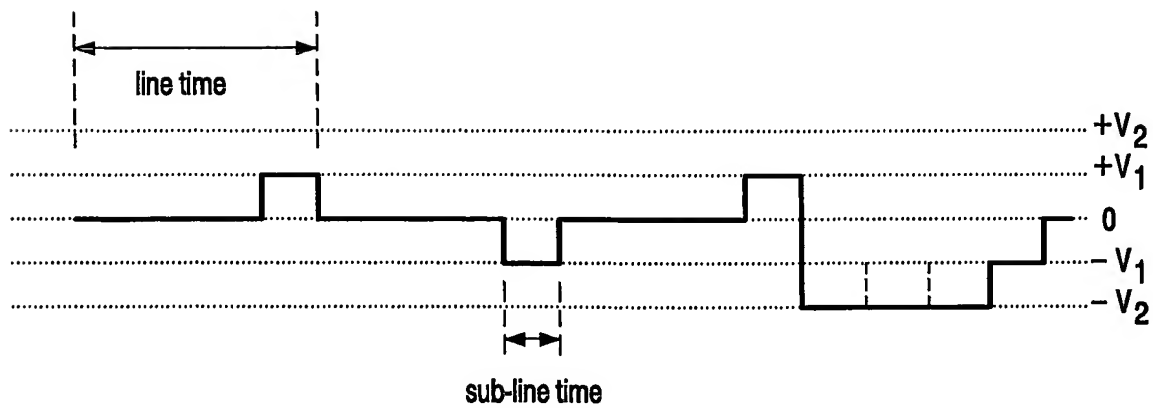 line time
+V2
+V1
0
– V1
– V2
sub-line time